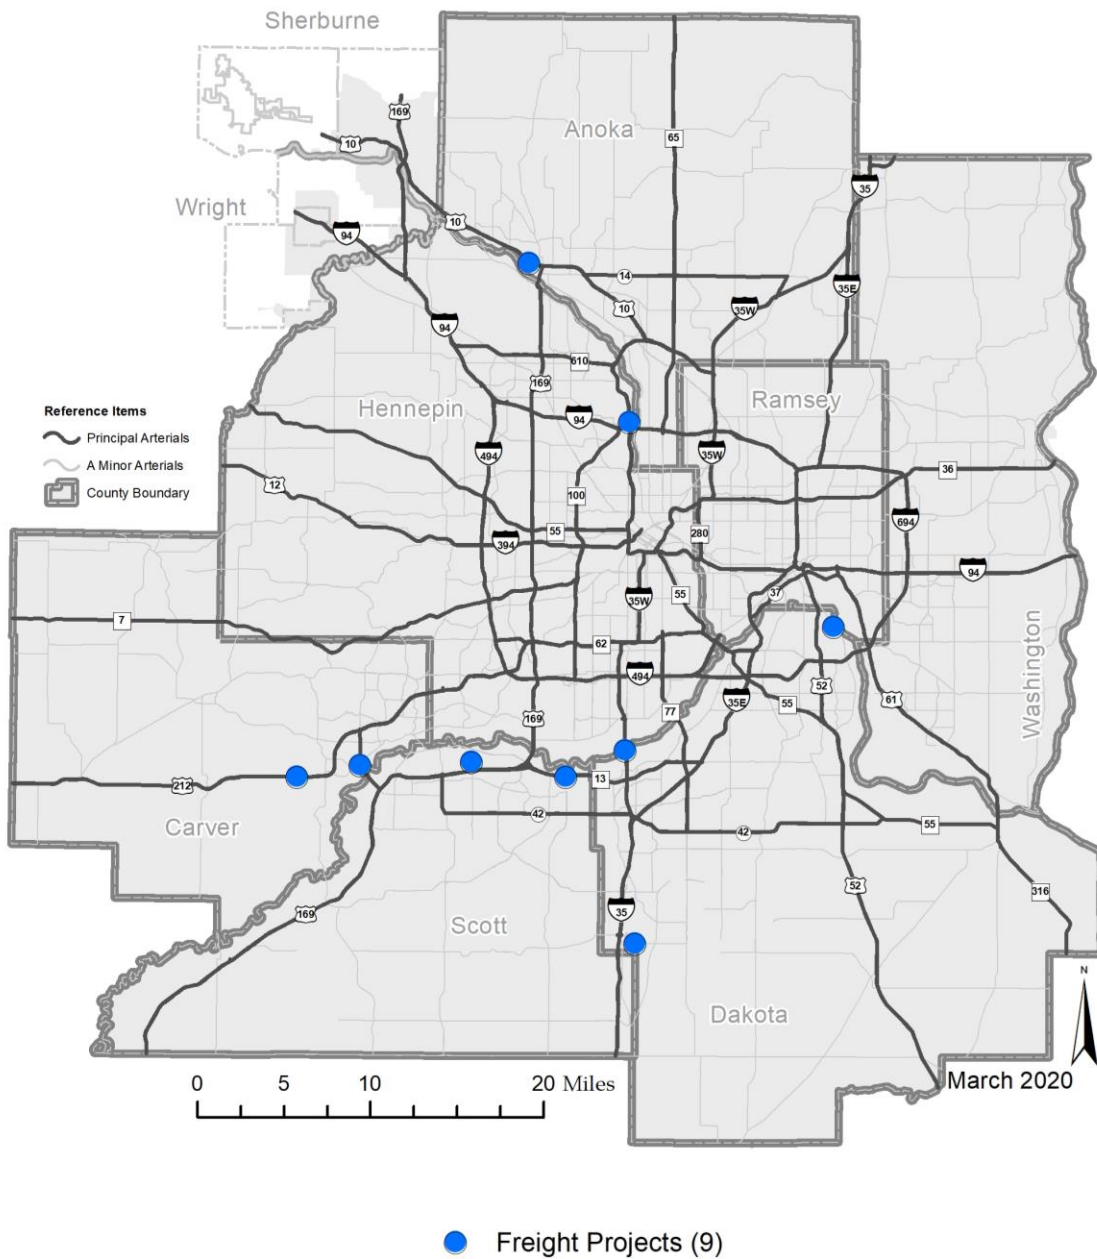 Sherburne
169
65
Anoka
10
35
Wright
10
94
14
35E
10
35W
94
610
169
Ramsey
Hennepin
Reference Items
94
Principal Arterials
35W
494
A Minor Arterials
36
12
100
County Boundary
694
55
280
394
94
37
55
35W
7
62
Washington
494
52
35E
61
55
77
169
13
212
42
Carver
55
42
52
316
169
35
Scott
N
Dakota
March 2020
0 5 10 20 Miles
Freight Projects (9)